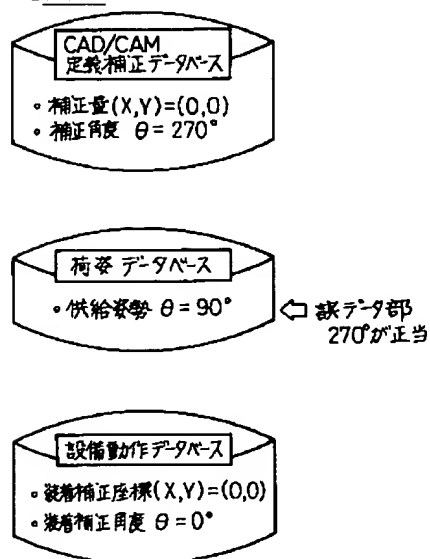 CAD/CAM
定義補正データベース
◦ 補正量(X,Y)=(0,0)
◦ 補正角度 θ=270°
荷姿 データベース
◦供給姿勢 θ=90°
⇦ 誤データ部
270°が正当
設備動作データベース
◦装着補正座標(X,Y)=(0,0)
◦装着補正角度 θ=0°